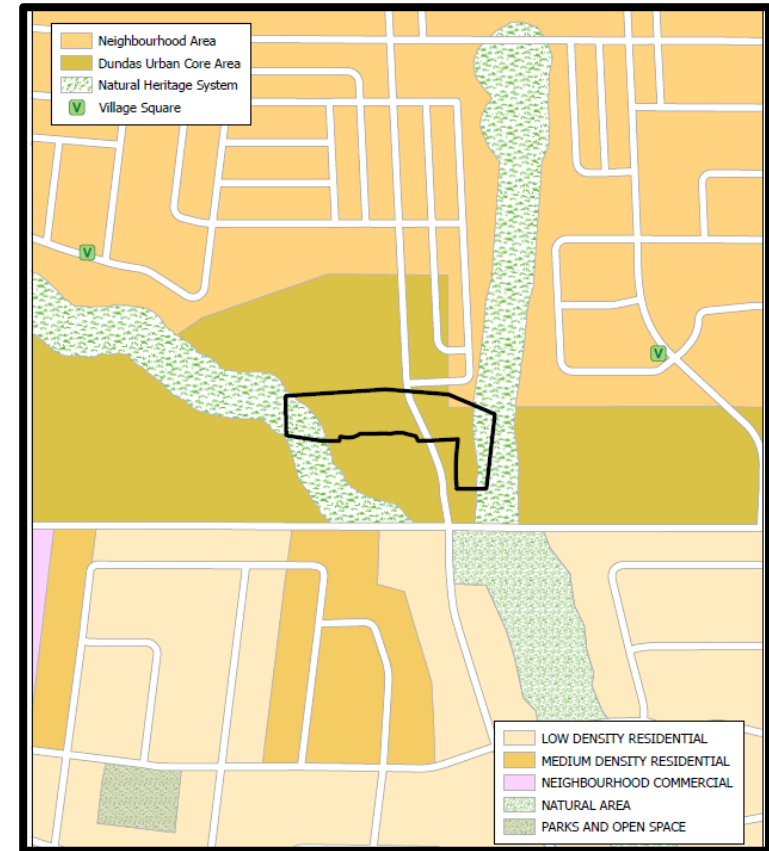 Neighbourhood Area
Dundas Urban Core Area
Natural Heritage System
V Village Square
V
V
LOW DENSITY RESIDENTIAL
MEDIUM DENSITY RESIDENTIAL
NEIGHBOURHOOD COMMERCIAL
NATURAL AREA
PARKS AND OPEN SPACE